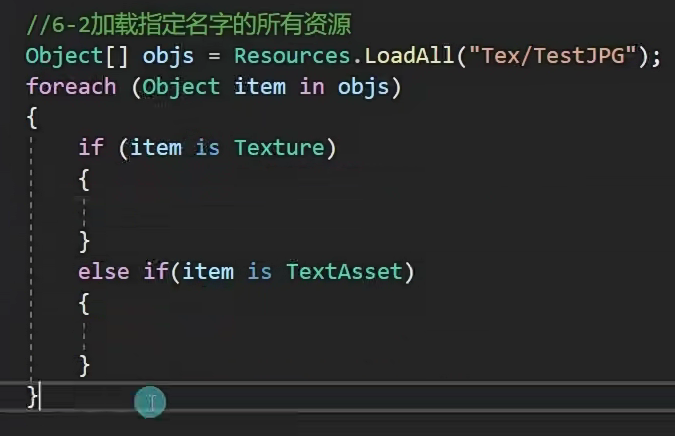 //6-2加载指定名字的所有资源
Object[] objs = Resources.LoadAll("Tex/TestJPG");
foreach (Object item in objs)
{
if (item is Texture)
{
}
else if(item is TextAsset)
{
}
}